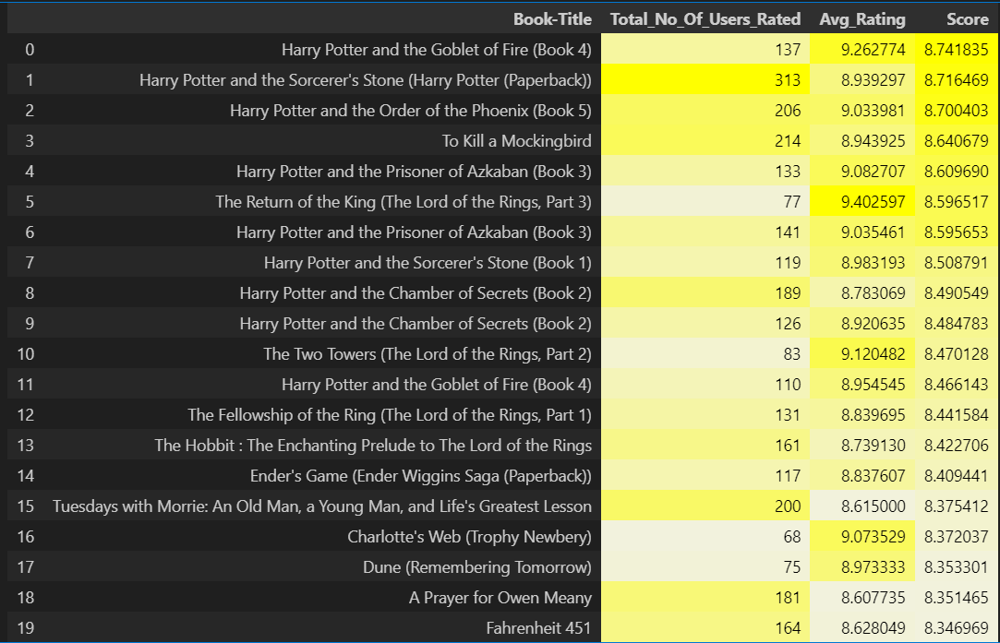 Book-Title Total_No_Of_Users_Rated Avg_Rating Score
0 Harry Potter and the Goblet of Fire (Book 4) 137 9.262774 8.741835
1 Harry Potter and the Sorcerer's Stone (Harry Potter (Paperback)) 313 8.939297 8.716469
2 Harry Potter and the Order of the Phoenix (Book 5) 206 9.033981 8.700403
3 To Kill a Mockingbird 214 8.943925 8.640679
4 Harry Potter and the Prisoner of Azkaban (Book 3) 133 9.082707 8.609690
5 The Return of the King (The Lord of the Rings, Part 3) 77 9.402597 8.596517
6 Harry Potter and the Prisoner of Azkaban (Book 3) 141 9.035461 8.595653
7 Harry Potter and the Sorcerer's Stone (Book 1) 119 8.983193 8.508791
8 Harry Potter and the Chamber of Secrets (Book 2) 189 8.783069 8.490549
9 Harry Potter and the Chamber of Secrets (Book 2) 126 8.920635 8.484783
10 The Two Towers (The Lord of the Rings, Part 2) 83 9.120482 8.470128
11 Harry Potter and the Goblet of Fire (Book 4) 110 8.954545 8.466143
12 The Fellowship of the Ring (The Lord of the Rings, Part 1) 131 8.839695 8.441584
13 The Hobbit : The Enchanting Prelude to The Lord of the Rings 161 8.739130 8.422706
14 Ender's Game (Ender Wiggins Saga (Paperback)) 117 8.837607 8.409441
15 Tuesdays with Morrie: An Old Man, a Young Man, and Life's Greatest Lesson 200 8.615000 8.375412
16 Charlotte's Web (Trophy Newbery) 68 9.073529 8.372037
17 Dune (Remembering Tomorrow) 75 8.973333 8.353301
18 A Prayer for Owen Meany 181 8.607735 8.351465
19 Fahrenheit 451 164 8.628049 8.346969